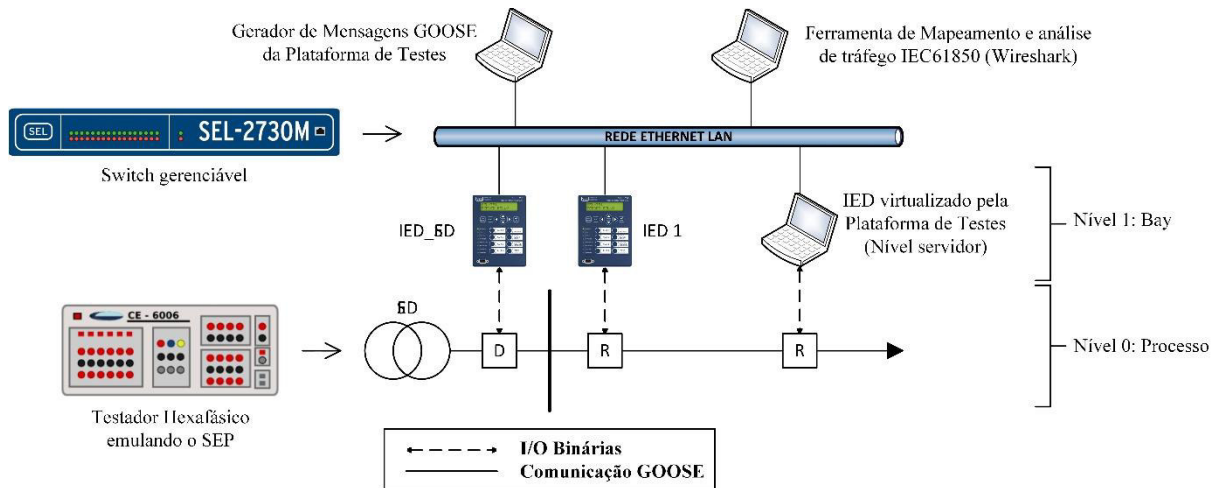 Gerador de Mensagens GOOSE
da Plataforma de Testes
Ferramenta de Mapeamento e análise
de tráfego IEC61850 (Wireshark)
SEL
SEL-2730M
Switch gerenciável
REDE ETHERNET LAN
IED 1
IED virtualizado pela
Plataforma de Testes
(Nível servidor)
Nível 1: Bay
CE - 6006
D
R
R
Nível 0: Processo
Testador Hexafásico
emulando o SEP
I/O Binárias
Comunicação GOOSE